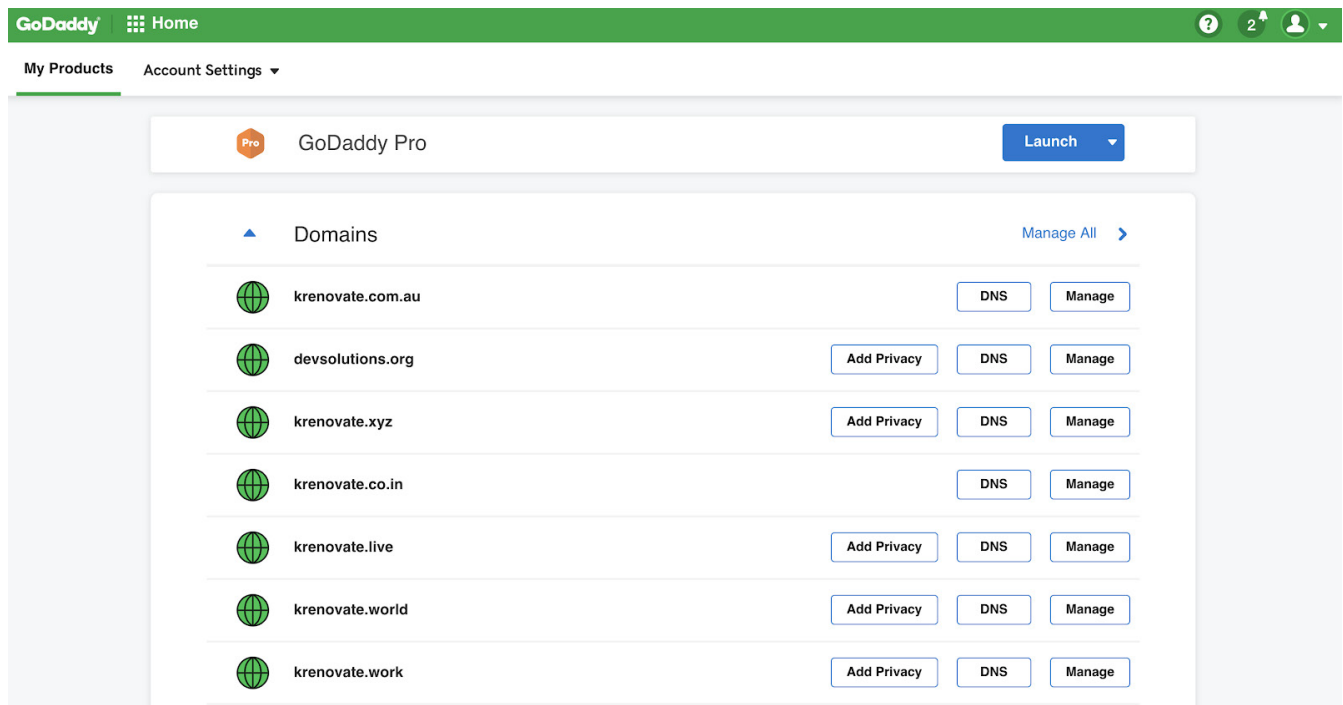 GoDaddy Home 2
My Products Account Settings
Pro GoDaddy Pro Launch
Domains Manage All
krenovate.com.au DNS Manage
devsolutions.org Add Privacy DNS Manage
krenovate.xyz Add Privacy DNS Manage
krenovate.co.in DNS Manage
krenovate.live Add Privacy DNS Manage
krenovate.world Add Privacy DNS Manage
krenovate.work Add Privacy DNS Manage